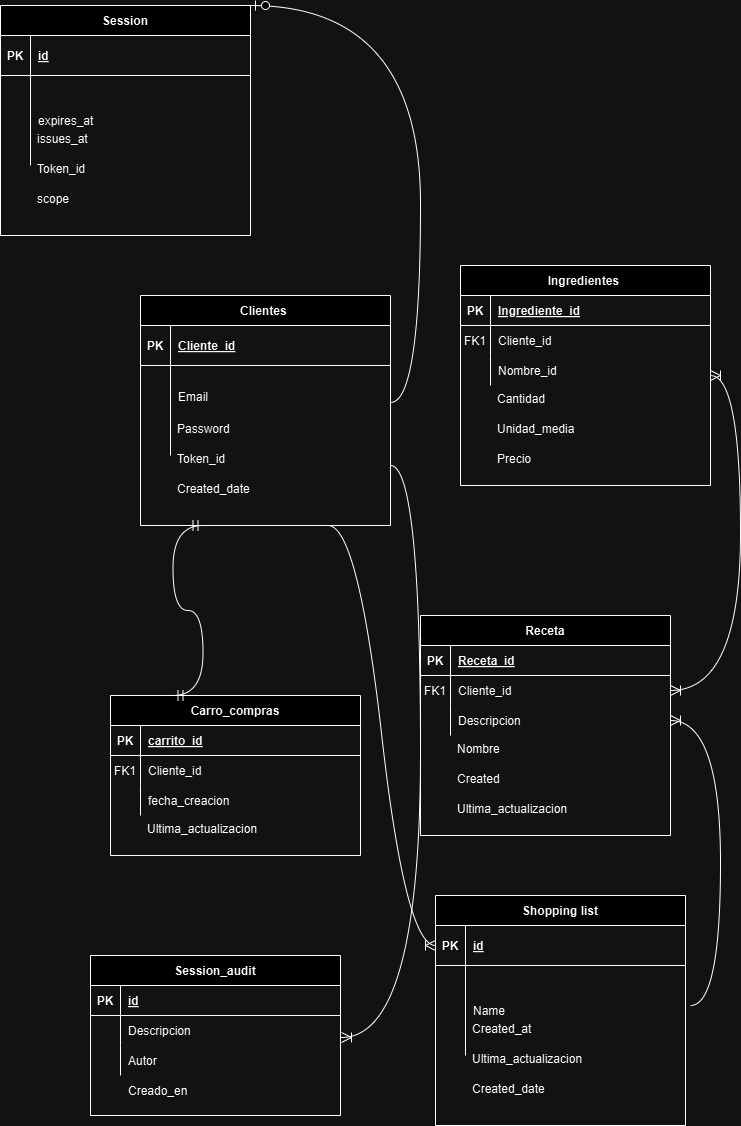 Session
PK id
expires_at
issues_at
Token_id
scope
Clientes
PK Cliente_id
Email
Password
Token_id
Created_date
Ingredientes
PK Ingrediente_id
FK1 Cliente_id
Nombre_id
Cantidad
Unidad_media
Precio
Receta
PK Receta_id
FK1 Cliente_id
Descripcion
Nombre
Created
Ultima_actualizacion
Carro_compras
PK carrito_id
FK1 Cliente_id
fecha_creacion
Ultima_actualizacion
Shopping list
PK id
Name
Created_at
Ultima_actualizacion
Created_date
Session_audit
PK id
Descripcion
Autor
Creado_en